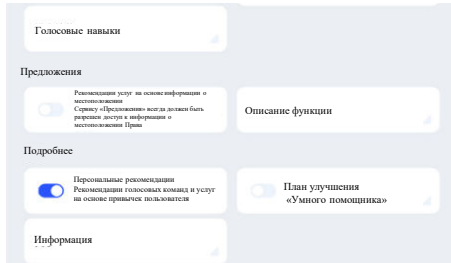 Голосовые навыки
Предложения
Рекомендации услуг на основе информации о
местоположении
Сервису «Предложения» всегда должен быть
разрешен доступ к информации о
местоположении Права
Описание функции
Подробнее
Персональные рекомендации
Рекомендации голосовых команд и услуг
на основе привычек пользователя
План улучшения
«Умного помощника»
Информация